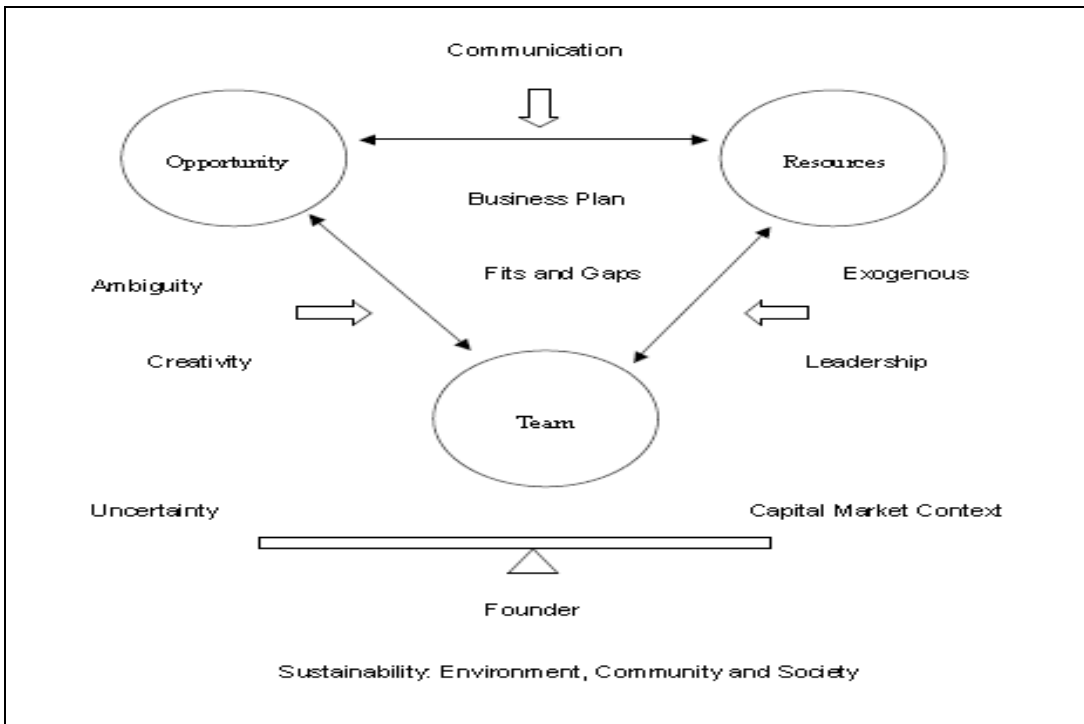 Communication
Opportunity
Resources
Business Plan
Fits and Gaps
Exogenous
Ambiguity
Creativity
Leadership
Team
Uncertainty
Capital Market Context
Founder
Sustainability: Environment, Community and Society